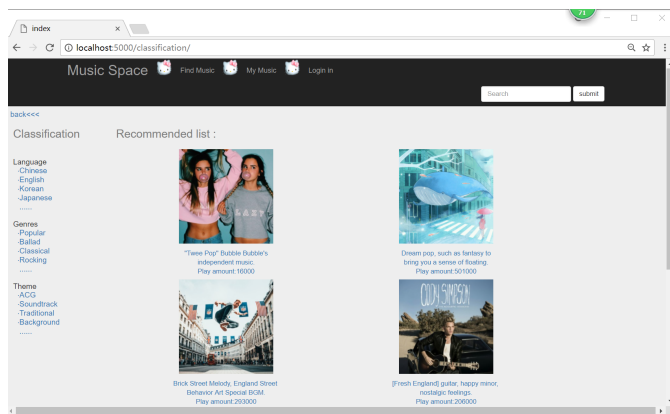 71
index
localhost:5000/classification/
Music Space Find Music My Music Login in
Search submit
back<<<
Classification
Recommended list :
Language
·Chinese
·English
·Korean
·Japanese
......
Genres
·Popular
·Ballad
·Classical
·Rocking
......
Theme
·ACG
·Soundtrack
·Traditional
·Background
......
LAZY
"Twee Pop" Bubble Bubble's
independent music.
Play amount:16000
Dream pop, such as fantasy to
bring you a sense of floating.
Play amount:501000
Brick Street Melody, England Street
Behavior Art Special BGM.
Play amount:293000
CODY SIMPSON
[Fresh England] guitar, happy minor,
nostalgic feelings.
Play amount:206000